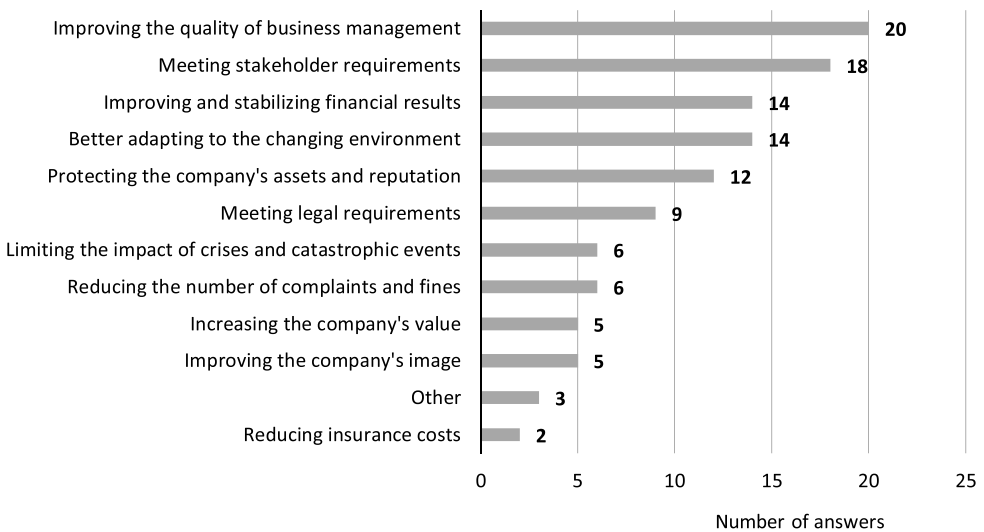 Improving the quality of business management 20
Meeting stakeholder requirements 18
Improving and stabilizing financial results 14
Better adapting to the changing environment 14
Protecting the company's assets and reputation 12
Meeting legal requirements 9
Limiting the impact of crises and catastrophic events 6
Reducing the number of complaints and fines 6
Increasing the company's value 5
Improving the company's image 5
Other 3
Reducing insurance costs 2
0 5 10 15 20 25
Number of answers